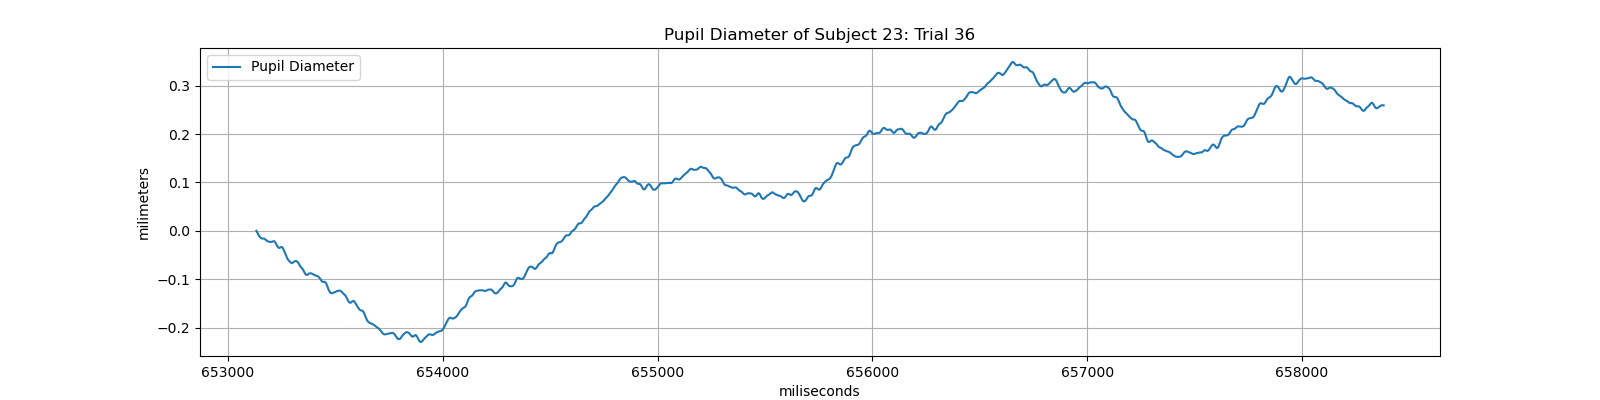 Pupil Diameter of Subject 23: Trial 36
Pupil Diameter
milimeters
0.3
0.2
0.1
0.0
−0.1
−0.2
653000 654000 655000 656000 657000 658000
miliseconds